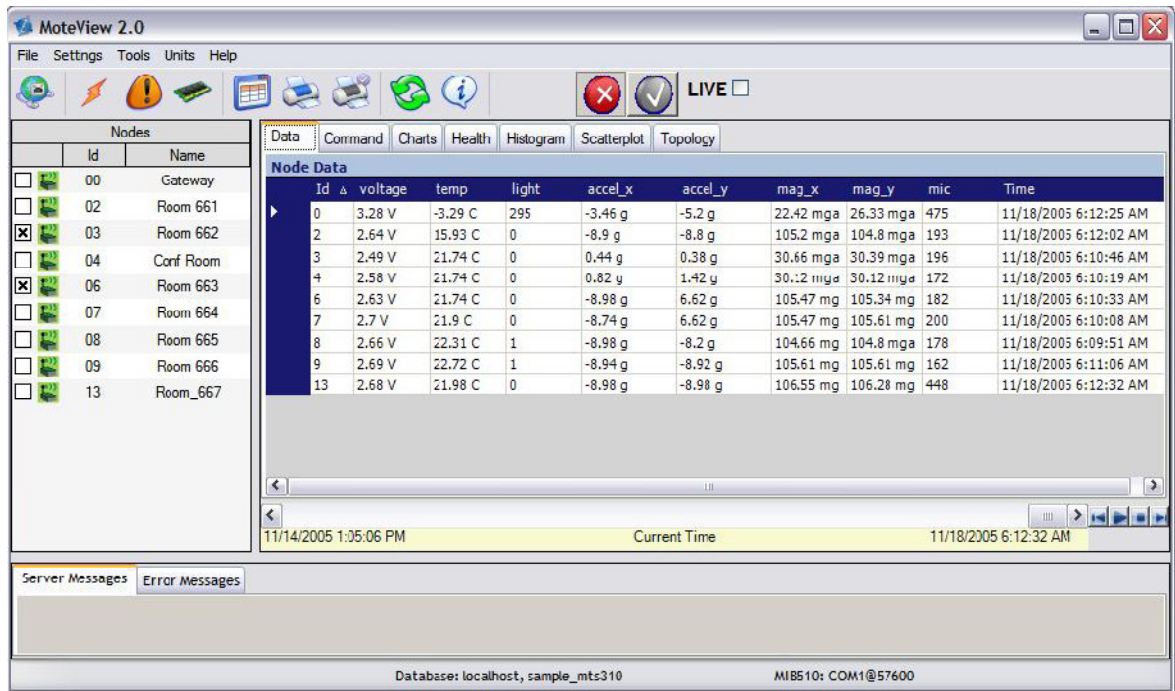 MoteView 2.0
File Settngs Tools Units Help
LIVE
Nodes
Id Name
00 Gateway
02 Room 661
03 Room 662
04 Conf Room
06 Room 663
07 Room 664
08 Room 665
09 Room 666
13 Room_667
Data Command Charts Health Histogram Scatterplot Topology
Node Data
Id voltage temp light accel_x accel_y mag_x mag_y mic Time
0 3.28 V -3.29 C 295 -3.46 g -5.2 g 22.42 mga 26.33 mga 475 11/18/2005 6:12:25 AM
2 2.64 V 15.93 C 0 -8.9 g -8.8 g 105.2 mga 104.8 mga 193 11/18/2005 6:12:02 AM
3 2.49 V 21.74 C 0 0.44 g 0.38 g 30.66 mga 30.39 mga 196 11/18/2005 6:10:46 AM
4 2.58 V 21.74 C 0 0.82 g 1.42 g 30.12 mga 30.12 mga 172 11/18/2005 6:10:19 AM
6 2.63 V 21.74 C 0 -8.98 g 6.62 g 105.47 mg 105.34 mg 182 11/18/2005 6:10:33 AM
7 2.7 V 21.9 C 0 -8.74 g 6.62 g 105.47 mg 105.61 mg 200 11/18/2005 6:10:08 AM
8 2.66 V 22.31 C 1 -8.98 g -8.2 g 104.66 mg 104.8 mga 178 11/18/2005 6:09:51 AM
9 2.69 V 22.72 C 1 -8.94 g -8.92 g 105.61 mg 105.61 mg 162 11/18/2005 6:11:06 AM
13 2.68 V 21.98 C 0 -8.98 g -8.98 g 106.55 mg 106.28 mg 448 11/18/2005 6:12:32 AM
11/14/2005 1:05:06 PM Current Time 11/18/2005 6:12:32 AM
Server Messages Error Messages
Database: localhost, sample_mts310 MIB510: COM1@57600